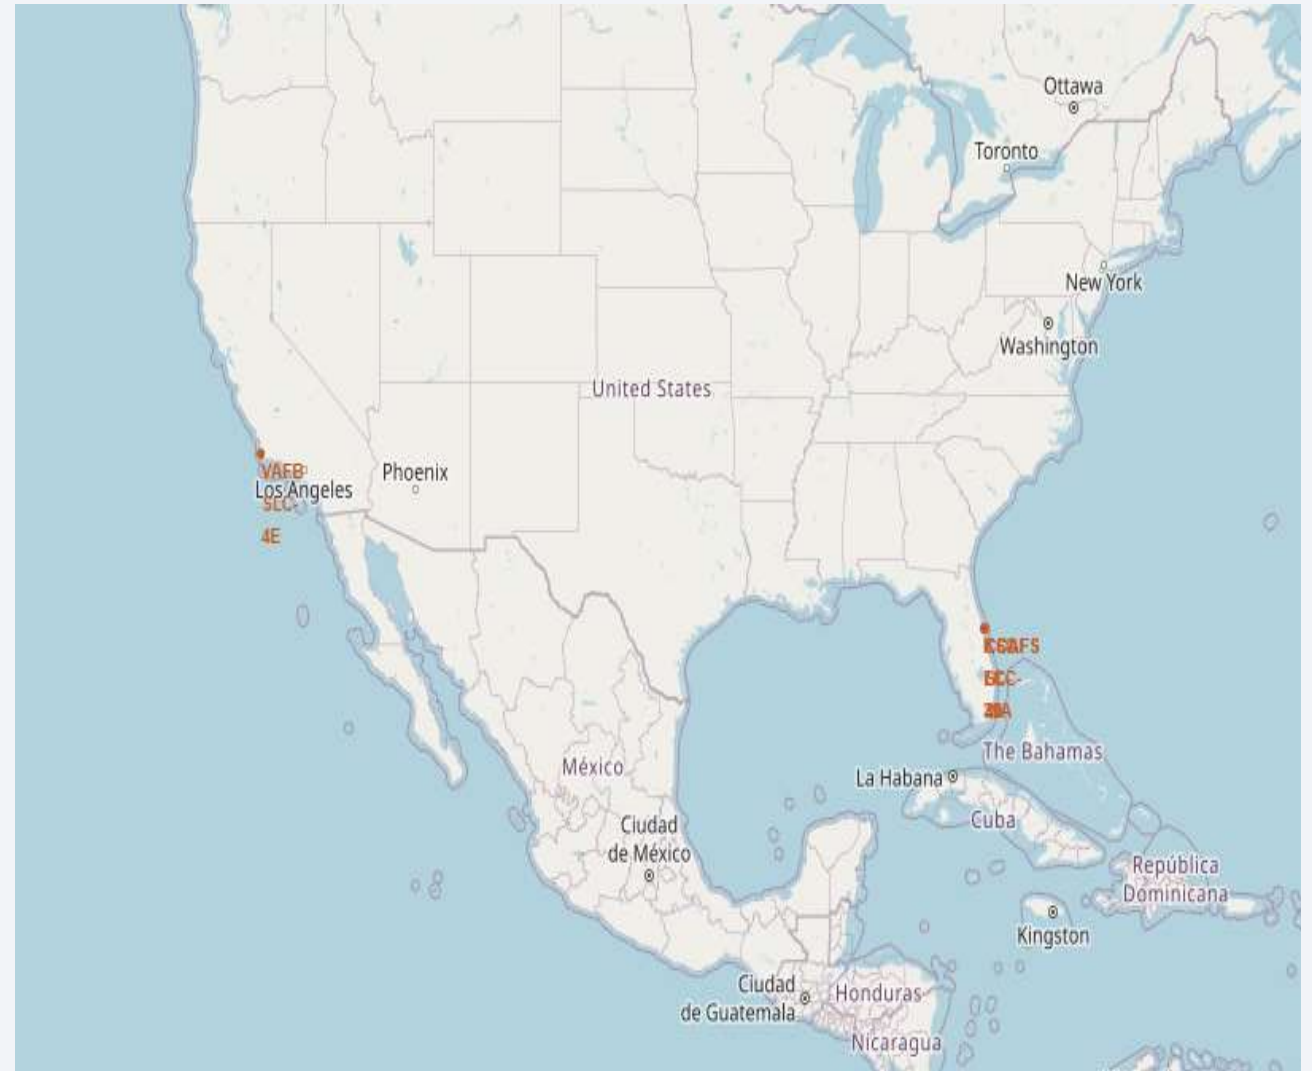 Ottawa
Toronto
New York
Washington
United States
VAFB
Los Angeles
SLC-
4E
Phoenix
The Bahamas
La Habana
Cuba
México
Ciudad
de México
República
Dominicana
Kingston
Ciudad
de Guatemala
Honduras
Nicaragua